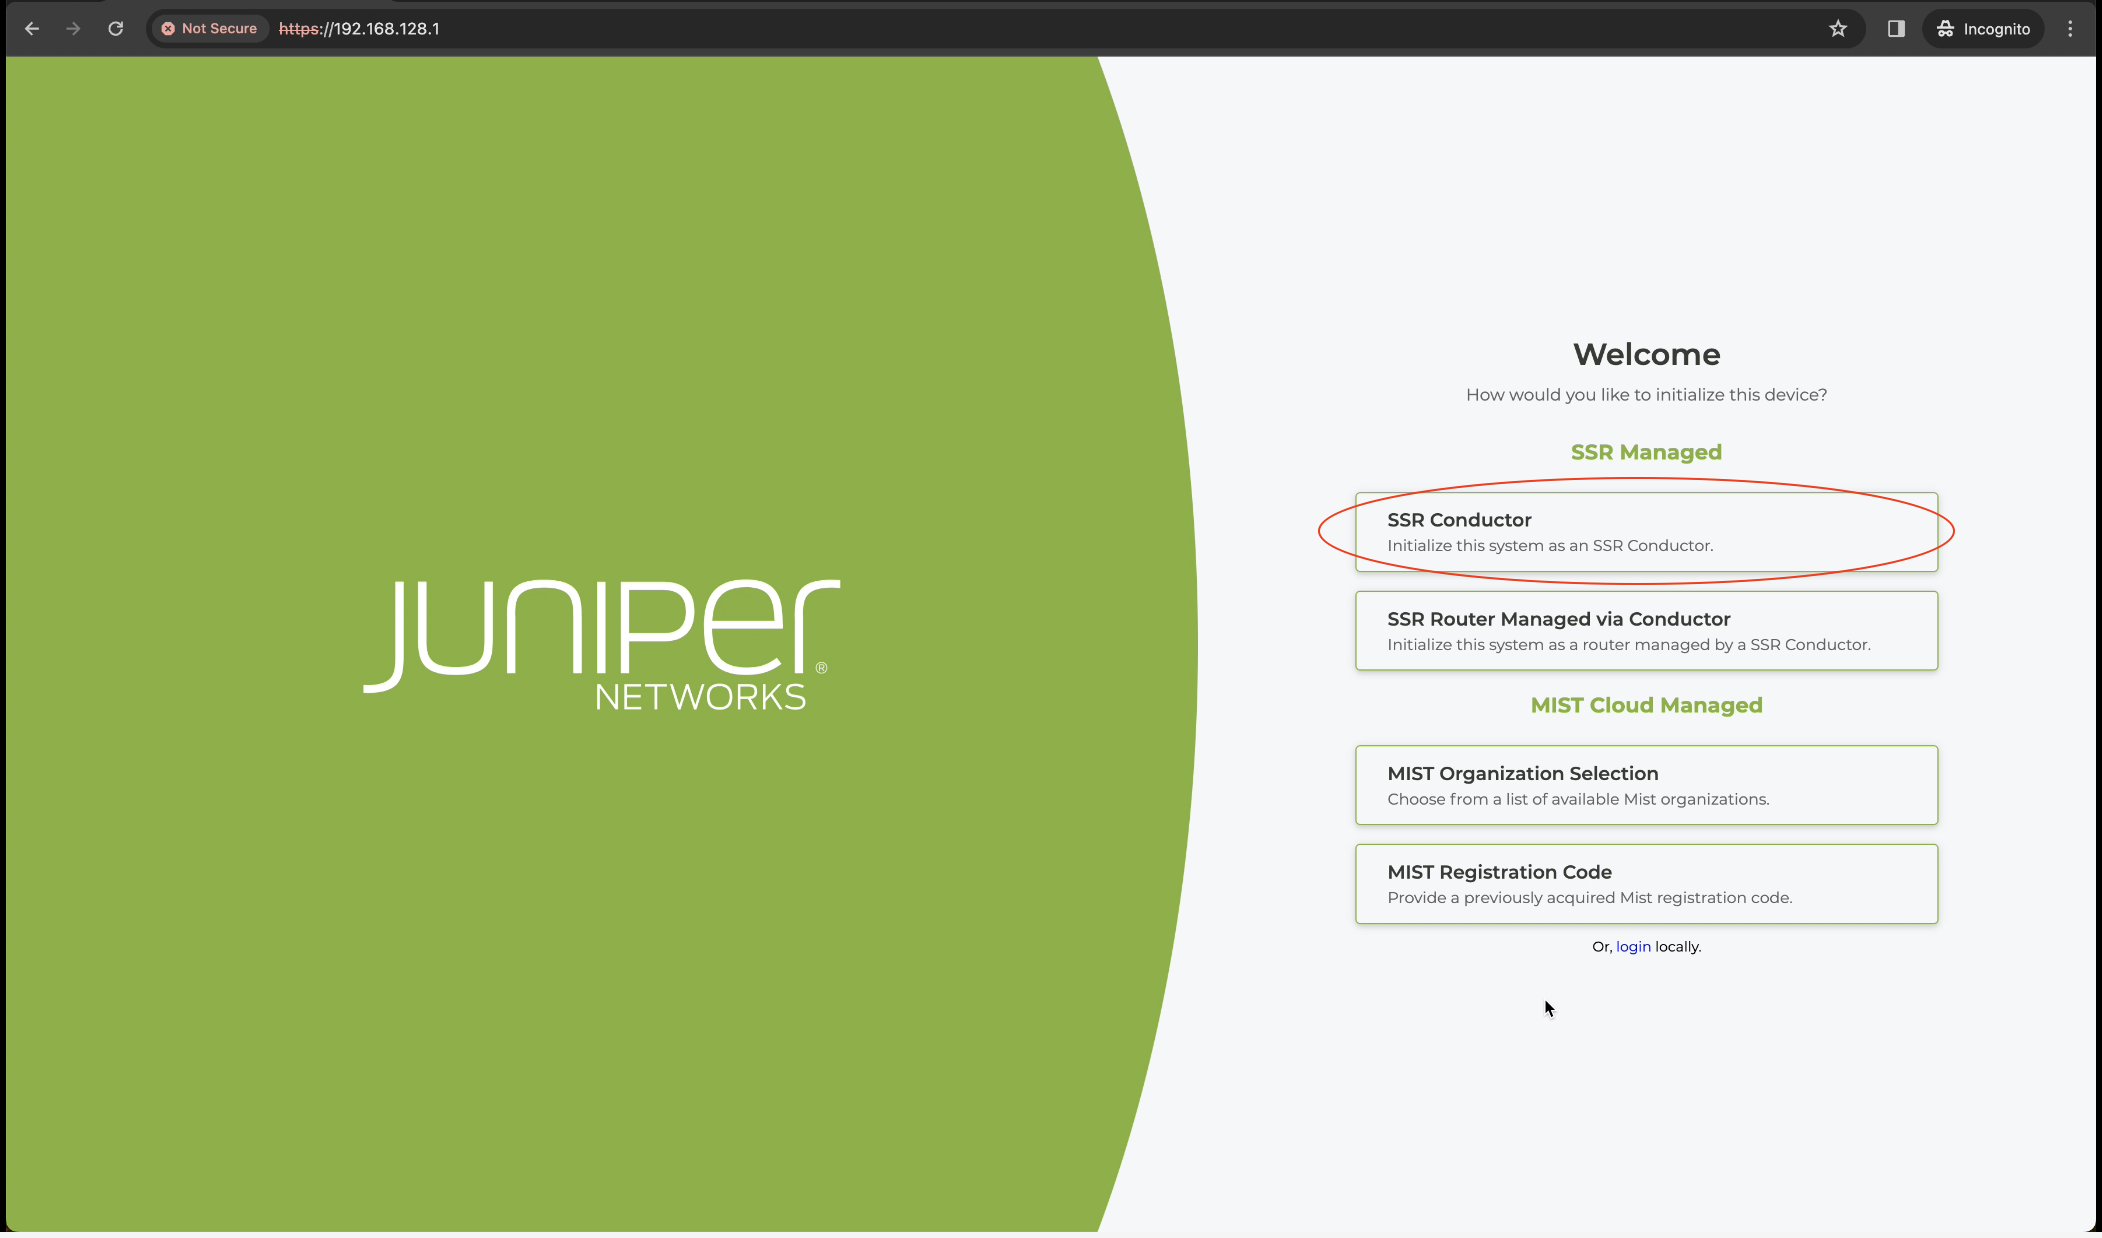 Not Secure https://192.168.128.1 Incognito
JUNIPER®
NETWORKS
Welcome
How would you like to initialize this device?
SSR Managed
SSR Conductor
Initialize this system as an SSR Conductor.
SSR Router Managed via Conductor
Initialize this system as a router managed by a SSR Conductor.
MIST Cloud Managed
MIST Organization Selection
Choose from a list of available Mist organizations.
MIST Registration Code
Provide a previously acquired Mist registration code.
Or, login locally.